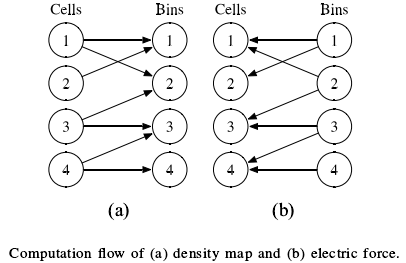 Cells Bins Cells Bins
1 1 1 1
2 2 2 2
3 3 3 3
4 4 4 4
(a) (b)
Computation flow of (a) density map and (b) electric force.